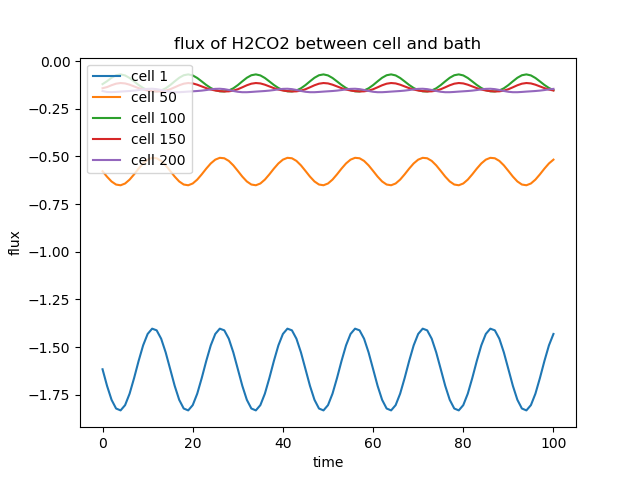 flux of H2CO2 between cell and bath
0.00
−0.25
−0.50
−0.75
−1.00
−1.25
−1.50
−1.75
flux
cell 1
cell 50
cell 100
cell 150
cell 200
0 20 40 60 80 100
time